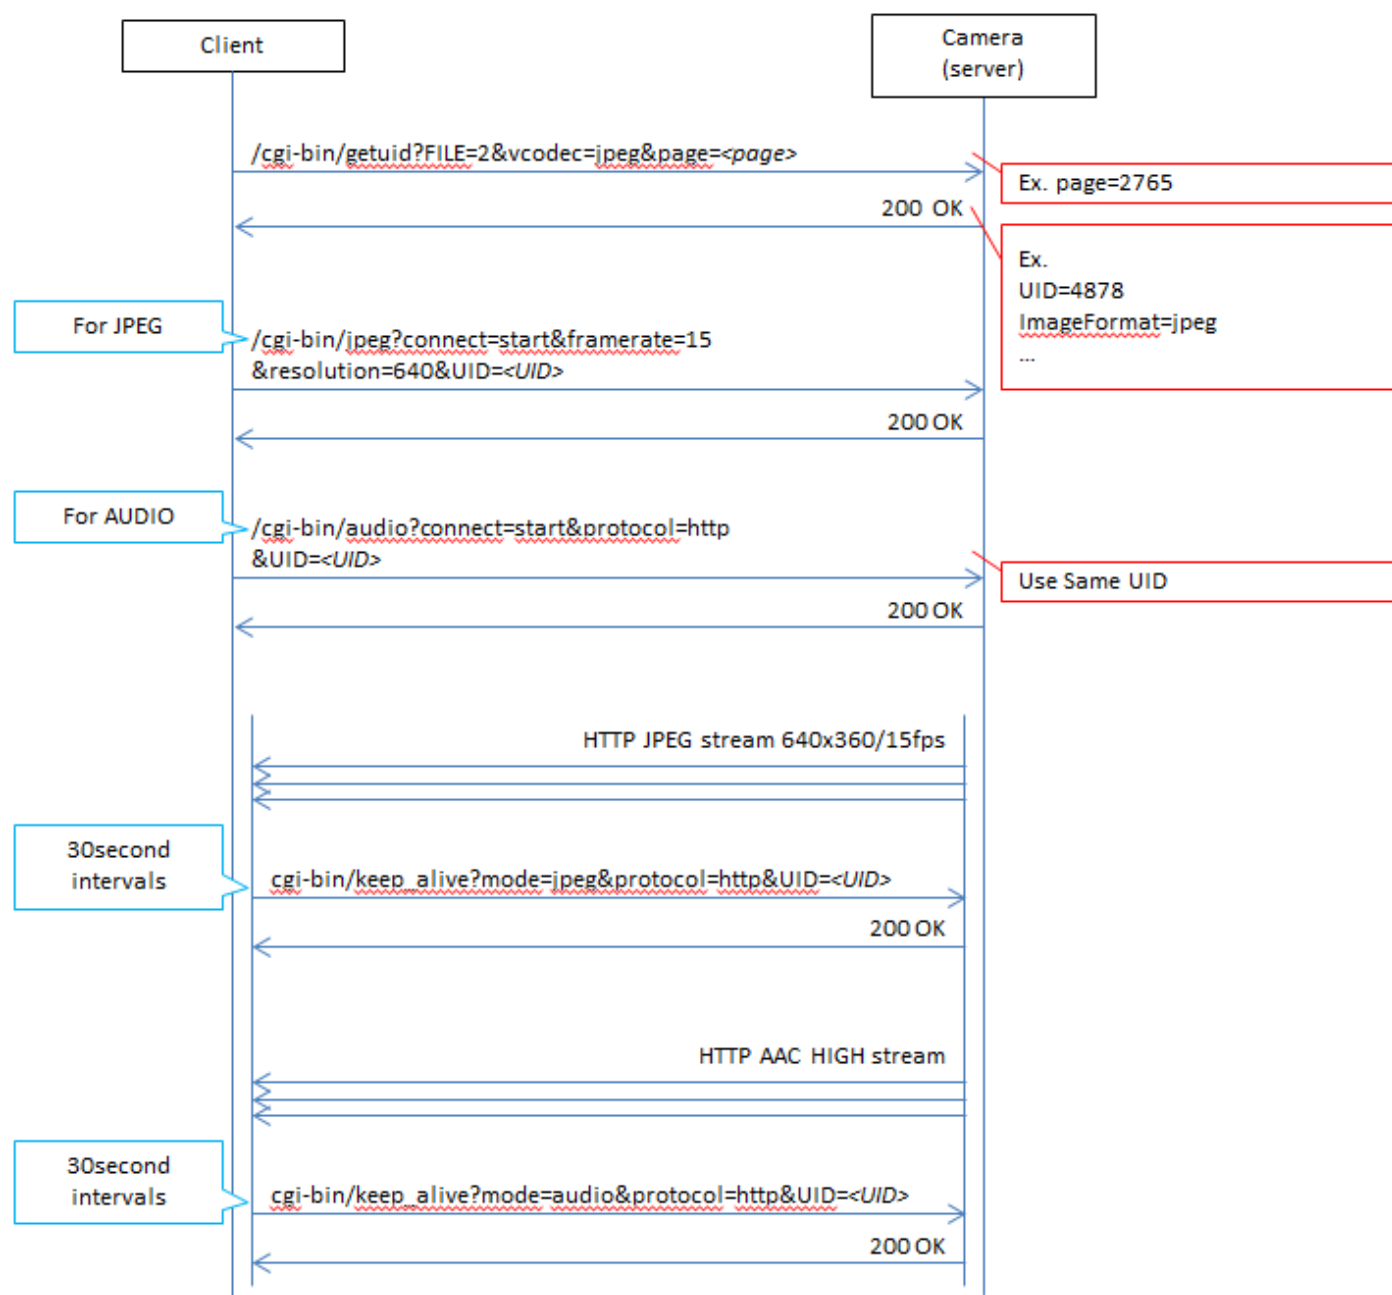 Client
Camera
(server)
/cgi-bin/getuid?FILE=2&vcodec=jpeg&page=<page>
Ex. page=2765
200 OK
Ex.
UID=4878
ImageFormat=jpeg
...
For JPEG
/cgi-bin/jpeg?connect=start&framerate=15
&resolution=640&UID=<UID>
200 OK
For AUDIO
/cgi-bin/audio?connect=start&protocol=http
&UID=<UID>
Use Same UID
200 OK
HTTP JPEG stream 640x360/15fps
30second
intervals
cgi-bin/keep_alive?mode=jpeg&protocol=http&UID=<UID>
200 OK
HTTP AAC HIGH stream
30second
intervals
cgi-bin/keep_alive?mode=audio&protocol=http&UID=<UID>
200 OK